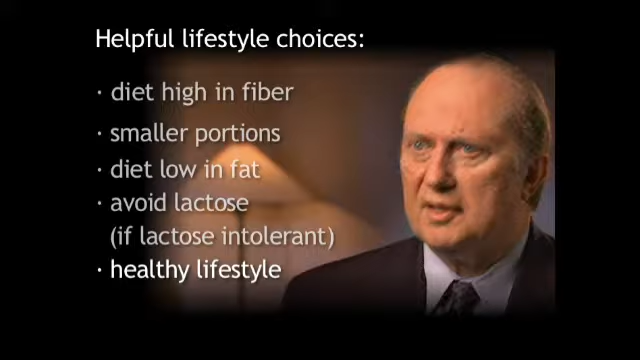 Helpful lifestyle choices:
· diet high in fiber
· smaller portions
· diet low in fat
· avoid lactose
(if lactose intolerant)
· healthy lifestyle